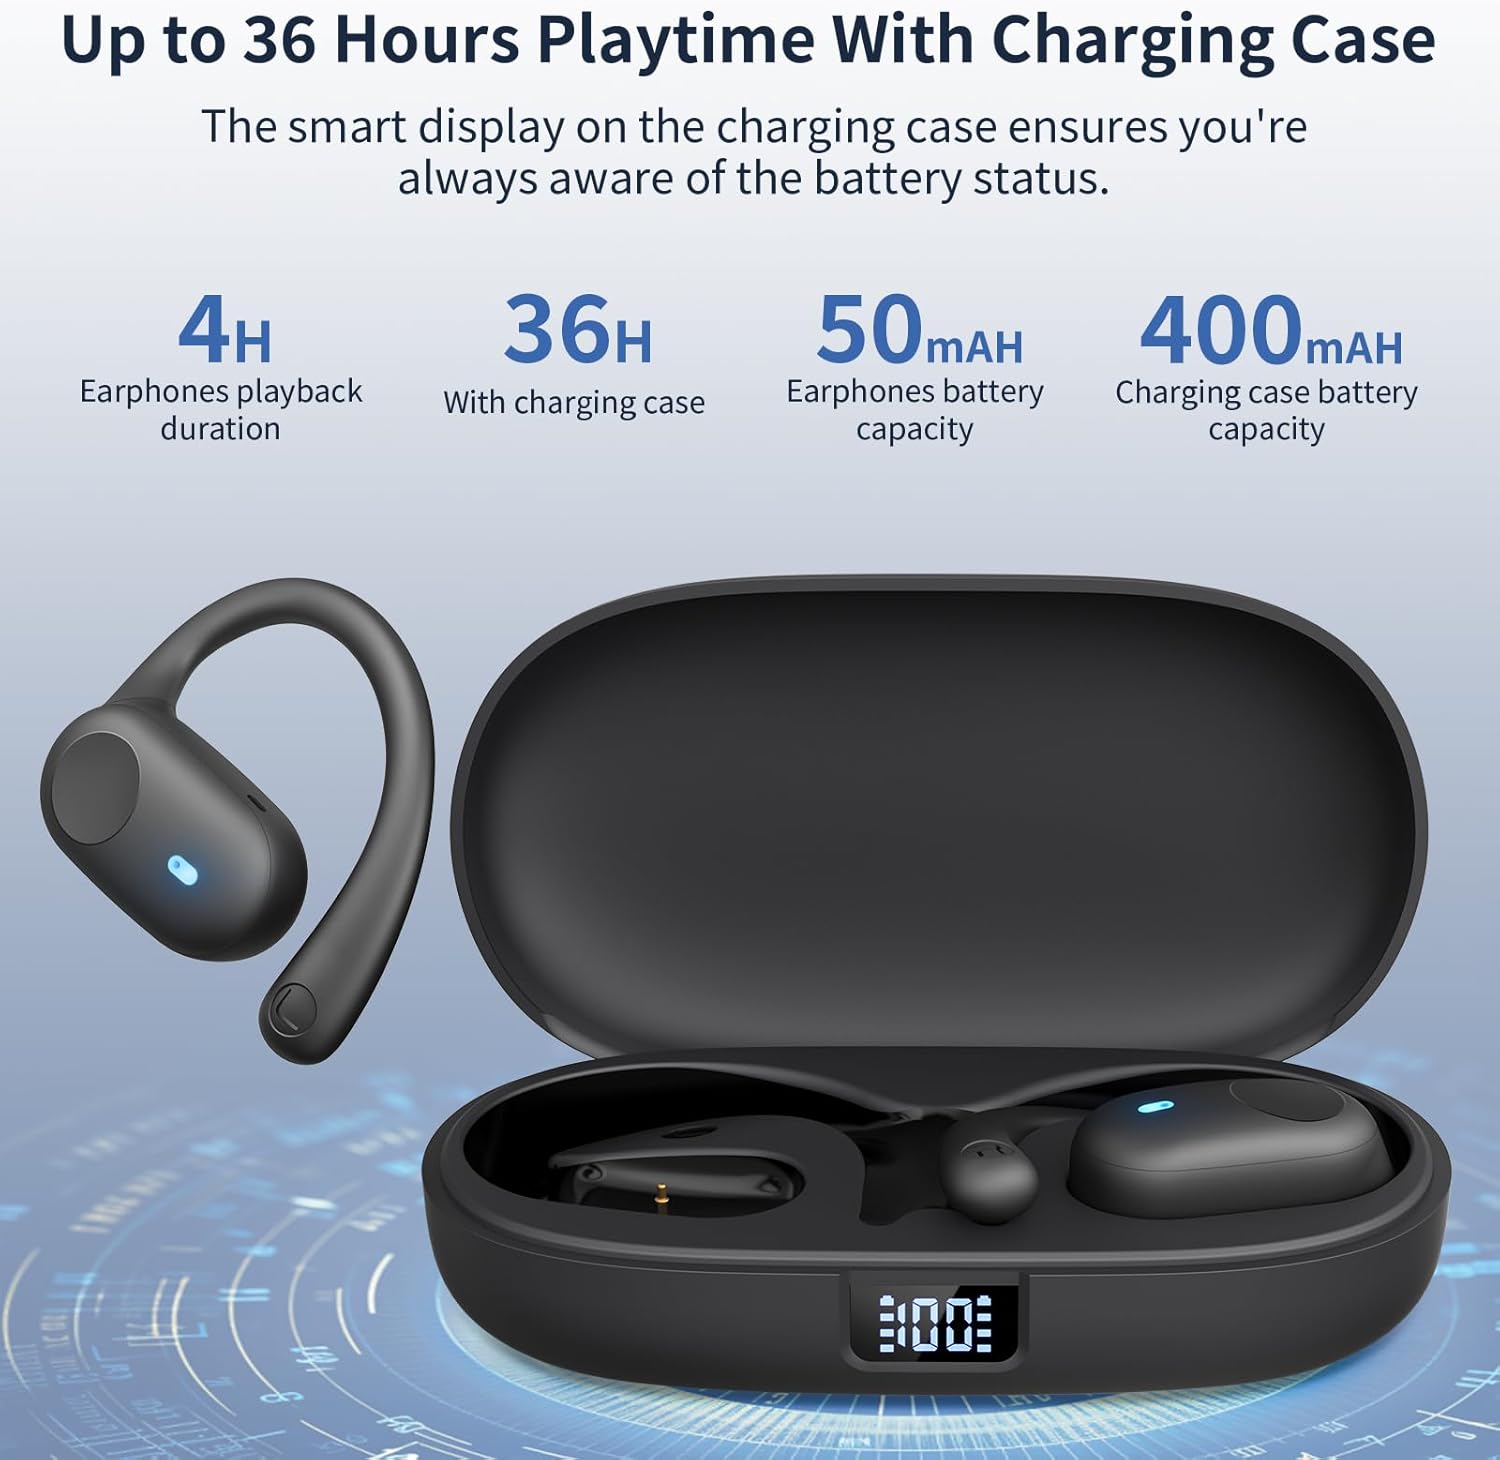 Up to 36 Hours Playtime With Charging Case
The smart display on the charging case ensures you're
always aware of the battery status.
4H
Earphones playback
duration
36H
With charging case
50mAH
Earphones battery
capacity
400mAH
Charging case battery
capacity
L
100